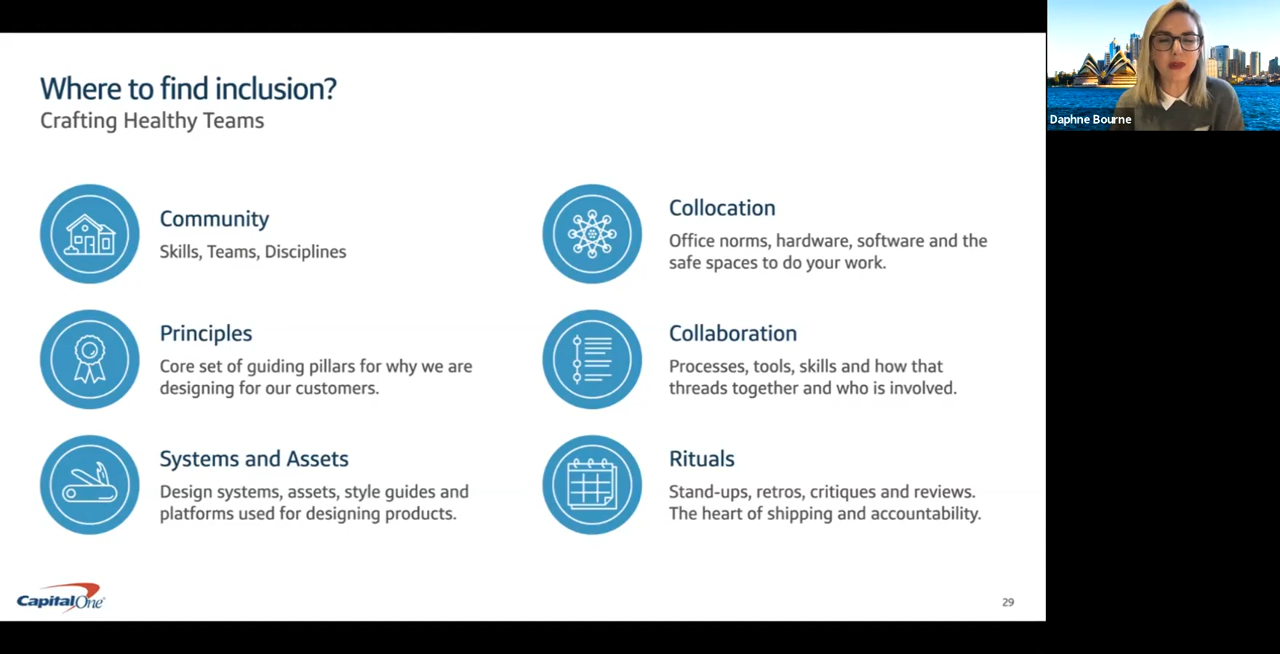 Where to find inclusion?
Crafting Healthy Teams
Community
Skills, Teams, Disciplines
Principles
Core set of guiding pillars for why we are
designing for our customers.
Systems and Assets
Design systems, assets, style guides and
platforms used for designing products.
Collocation
Office norms, hardware, software and the
safe spaces to do your work.
Collaboration
Processes, tools, skills and how that
threads together and who is involved.
Rituals
Stand-ups, retros, critiques and reviews.
The heart of shipping and accountability.
Capital One
29
Daphne Bourne